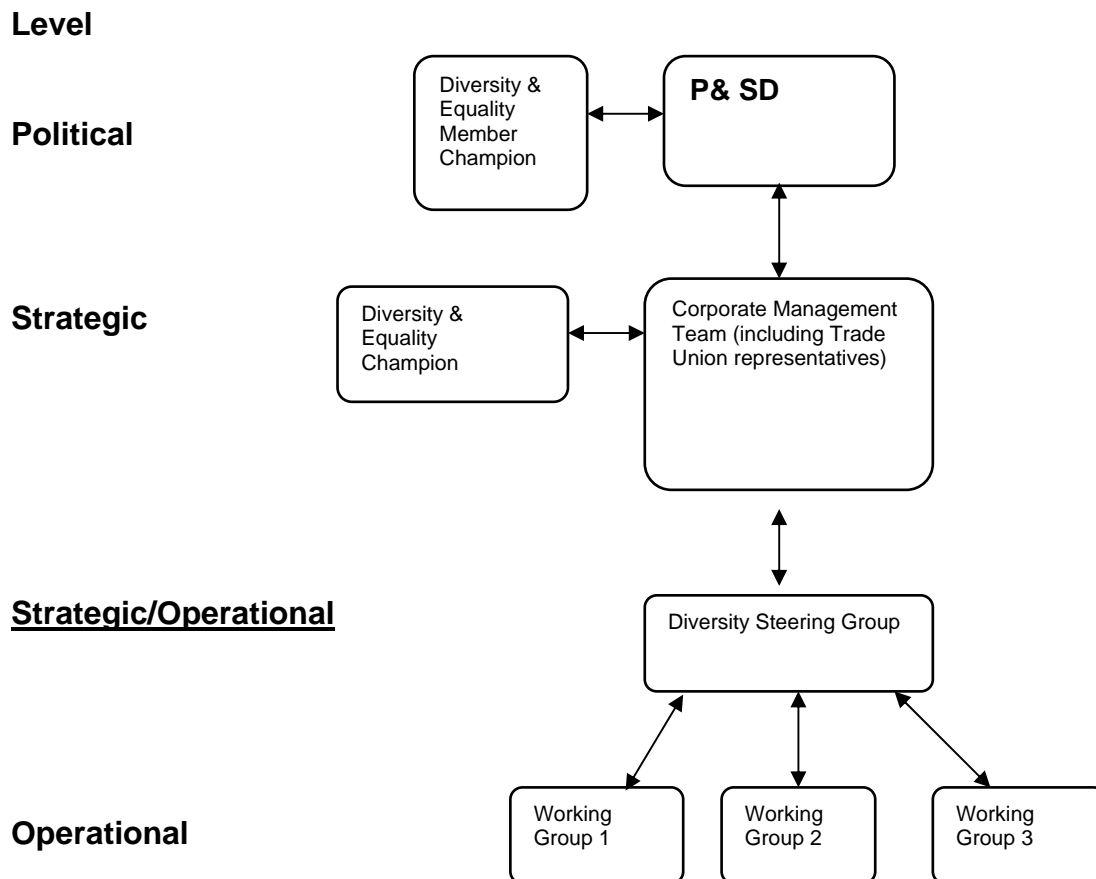 Level
Diversity &
Equality
Member
Champion
P& SD
Political
Strategic
Diversity &
Equality
Champion
Corporate Management
Team (including Trade
Union representatives)
Strategic/Operational
Diversity Steering Group
Operational
Working
Group 1
Working
Group 2
Working
Group 3